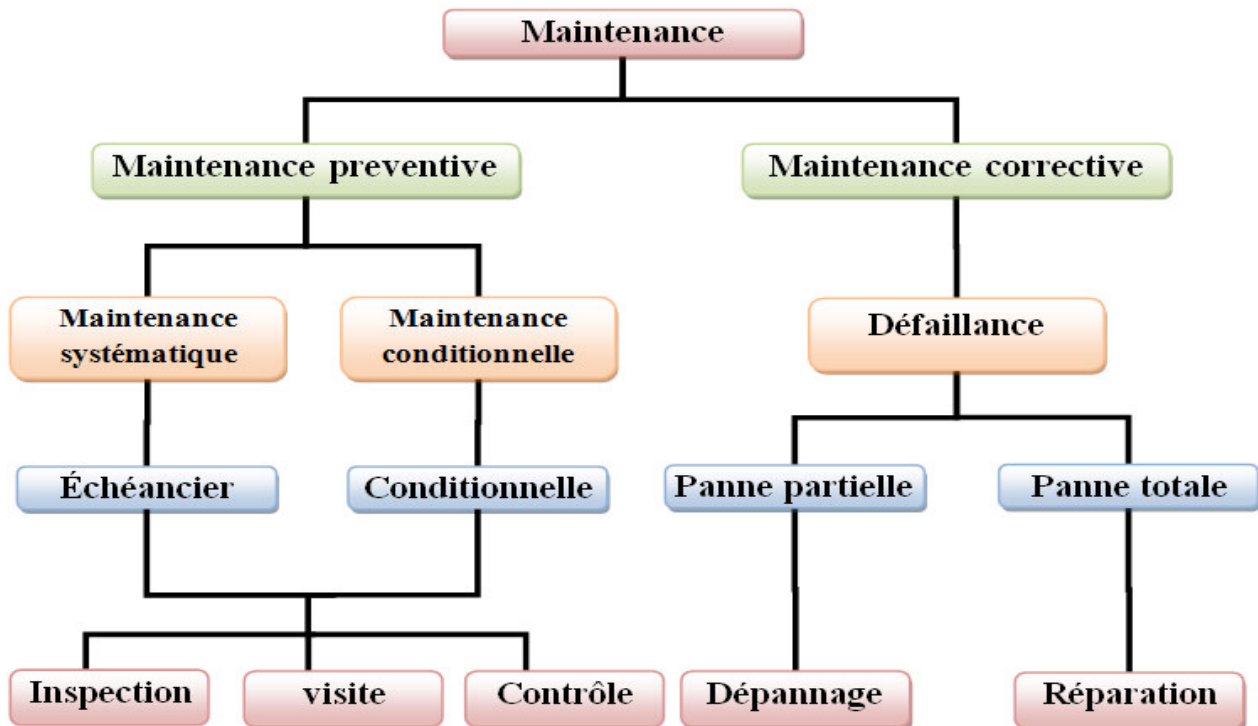 Maintenance
Maintenance preventive
Maintenance corrective
Maintenance
systématique
Maintenance
conditionnelle
Défaillance
Échéancier
Conditionnelle
Panne partielle
Panne totale
Inspection
visite
Contrôle
Dépannage
Réparation